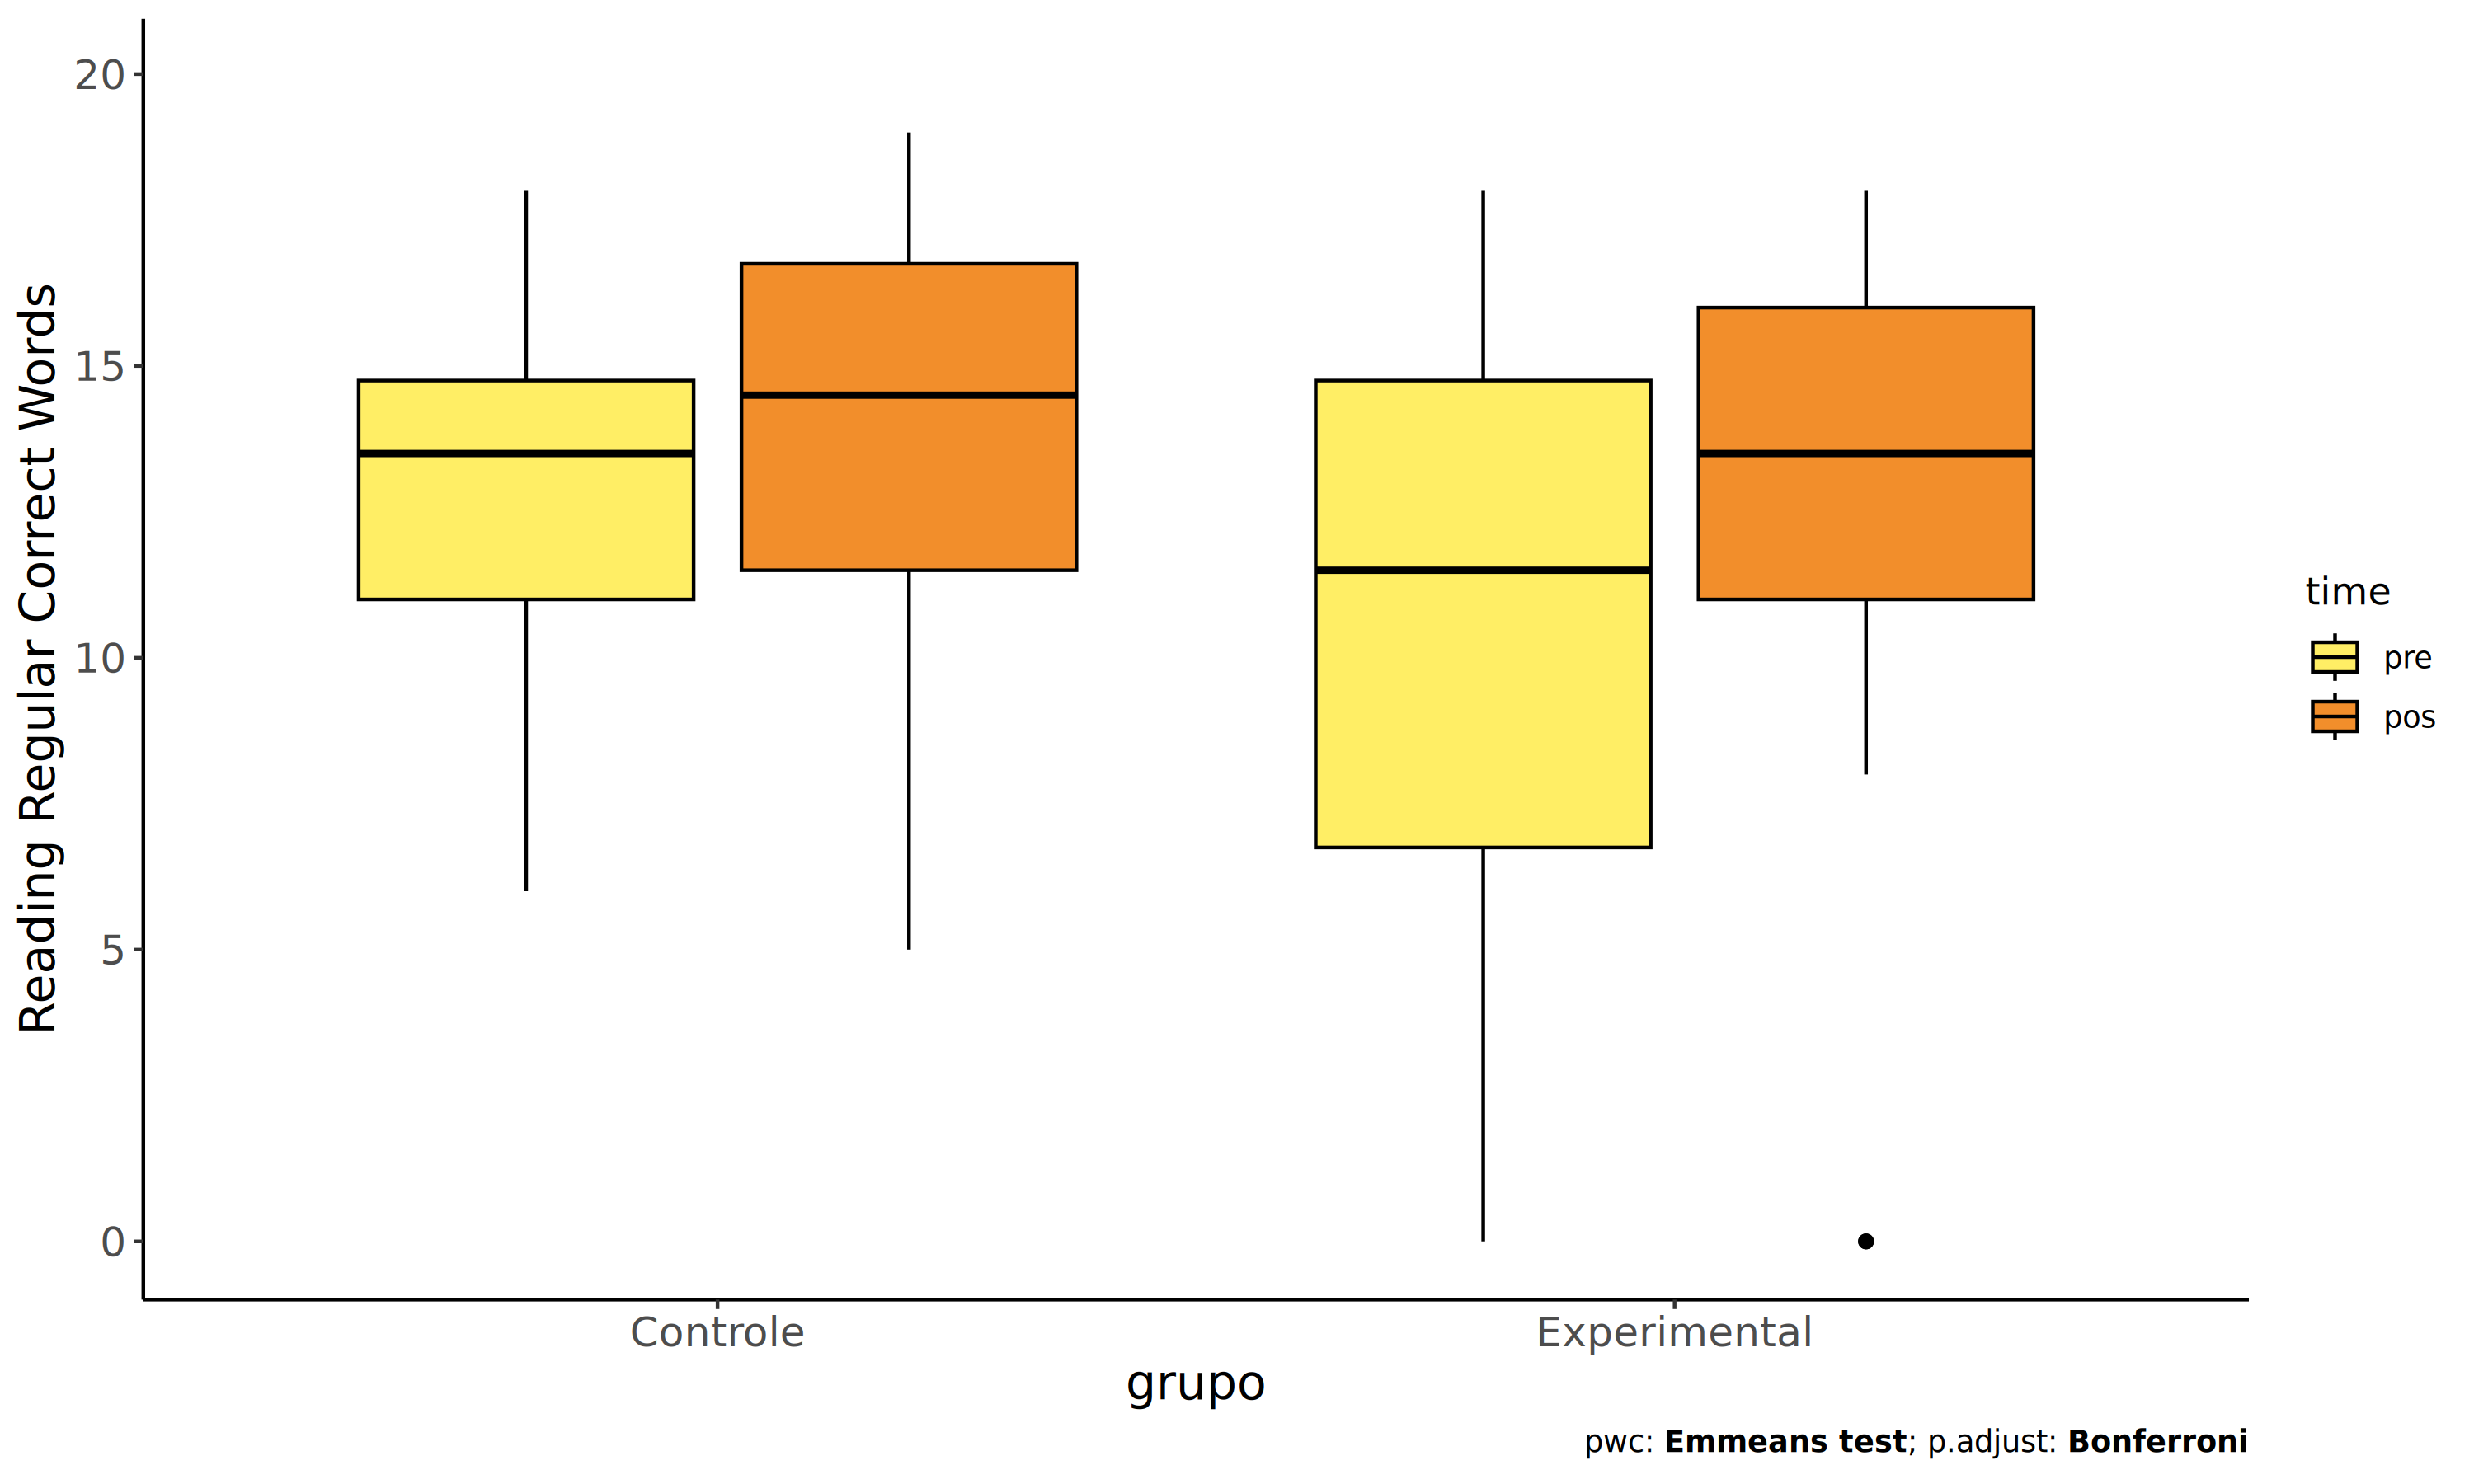 Reading Regular Correct Words
20
15
10
5
0
Controle
Experimental
grupo
time
pre
pos
pwc: Emmeans test; p.adjust: Bonferroni